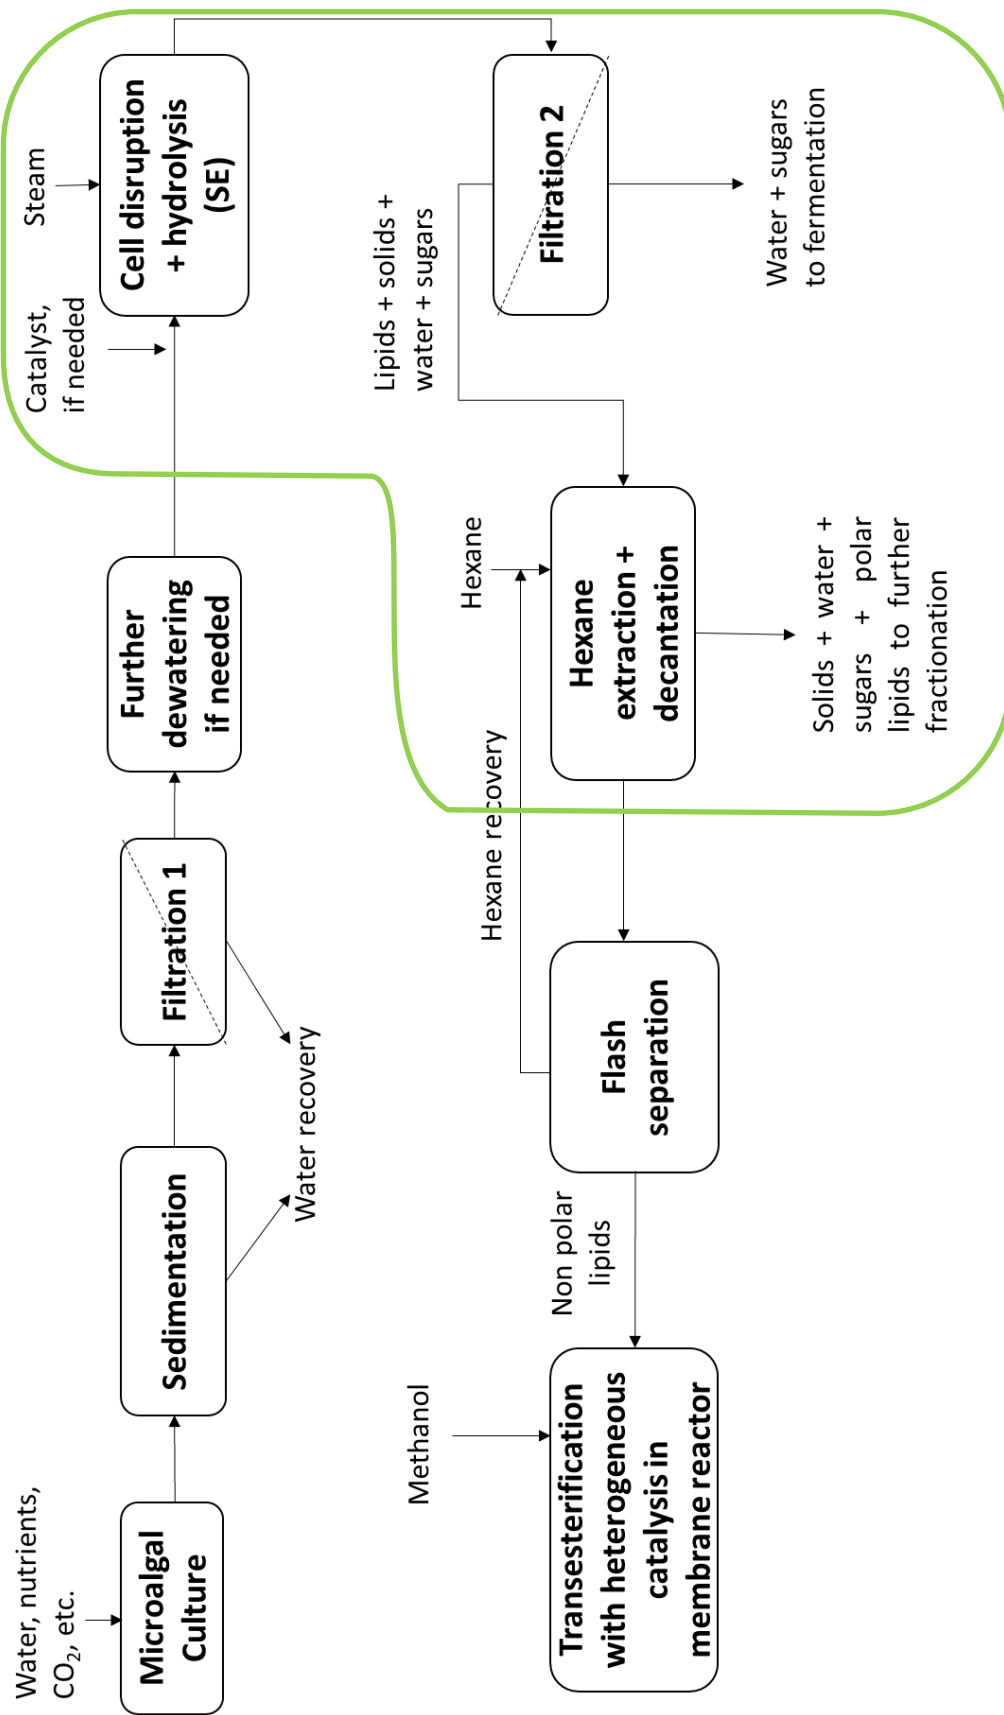 Water, nutrients,
CO₂, etc.
Microalgal
Culture
Sedimentation
Filtration 1
Water recovery
Further
dewatering
if needed
Catalyst,
if needed
Steam
Cell disruption
+ hydrolysis
(SE)
Filtration 2
Water + sugars
to fermentation
Lipids + solids +
water + sugars
Hexane
Hexane
extraction +
decantation
Solids + water +
sugars + polar
lipids to further
fractionation
Hexane recovery
Flash
separation
Non polar
lipids
Methanol
Transesterification
with heterogeneous
catalysis in
membrane reactor